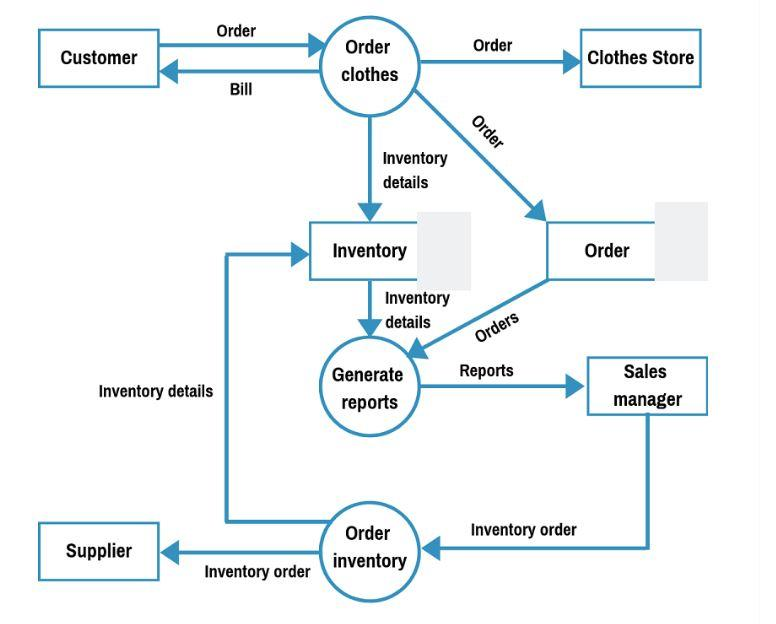 Order
Customer
Order
clothes
Order
Clothes Store
Bill
Order
Inventory
details
Inventory
Order
Inventory
details
Orders
Generate
reports
Reports
Sales
manager
Inventory details
Order
inventory
Inventory order
Supplier
Inventory order